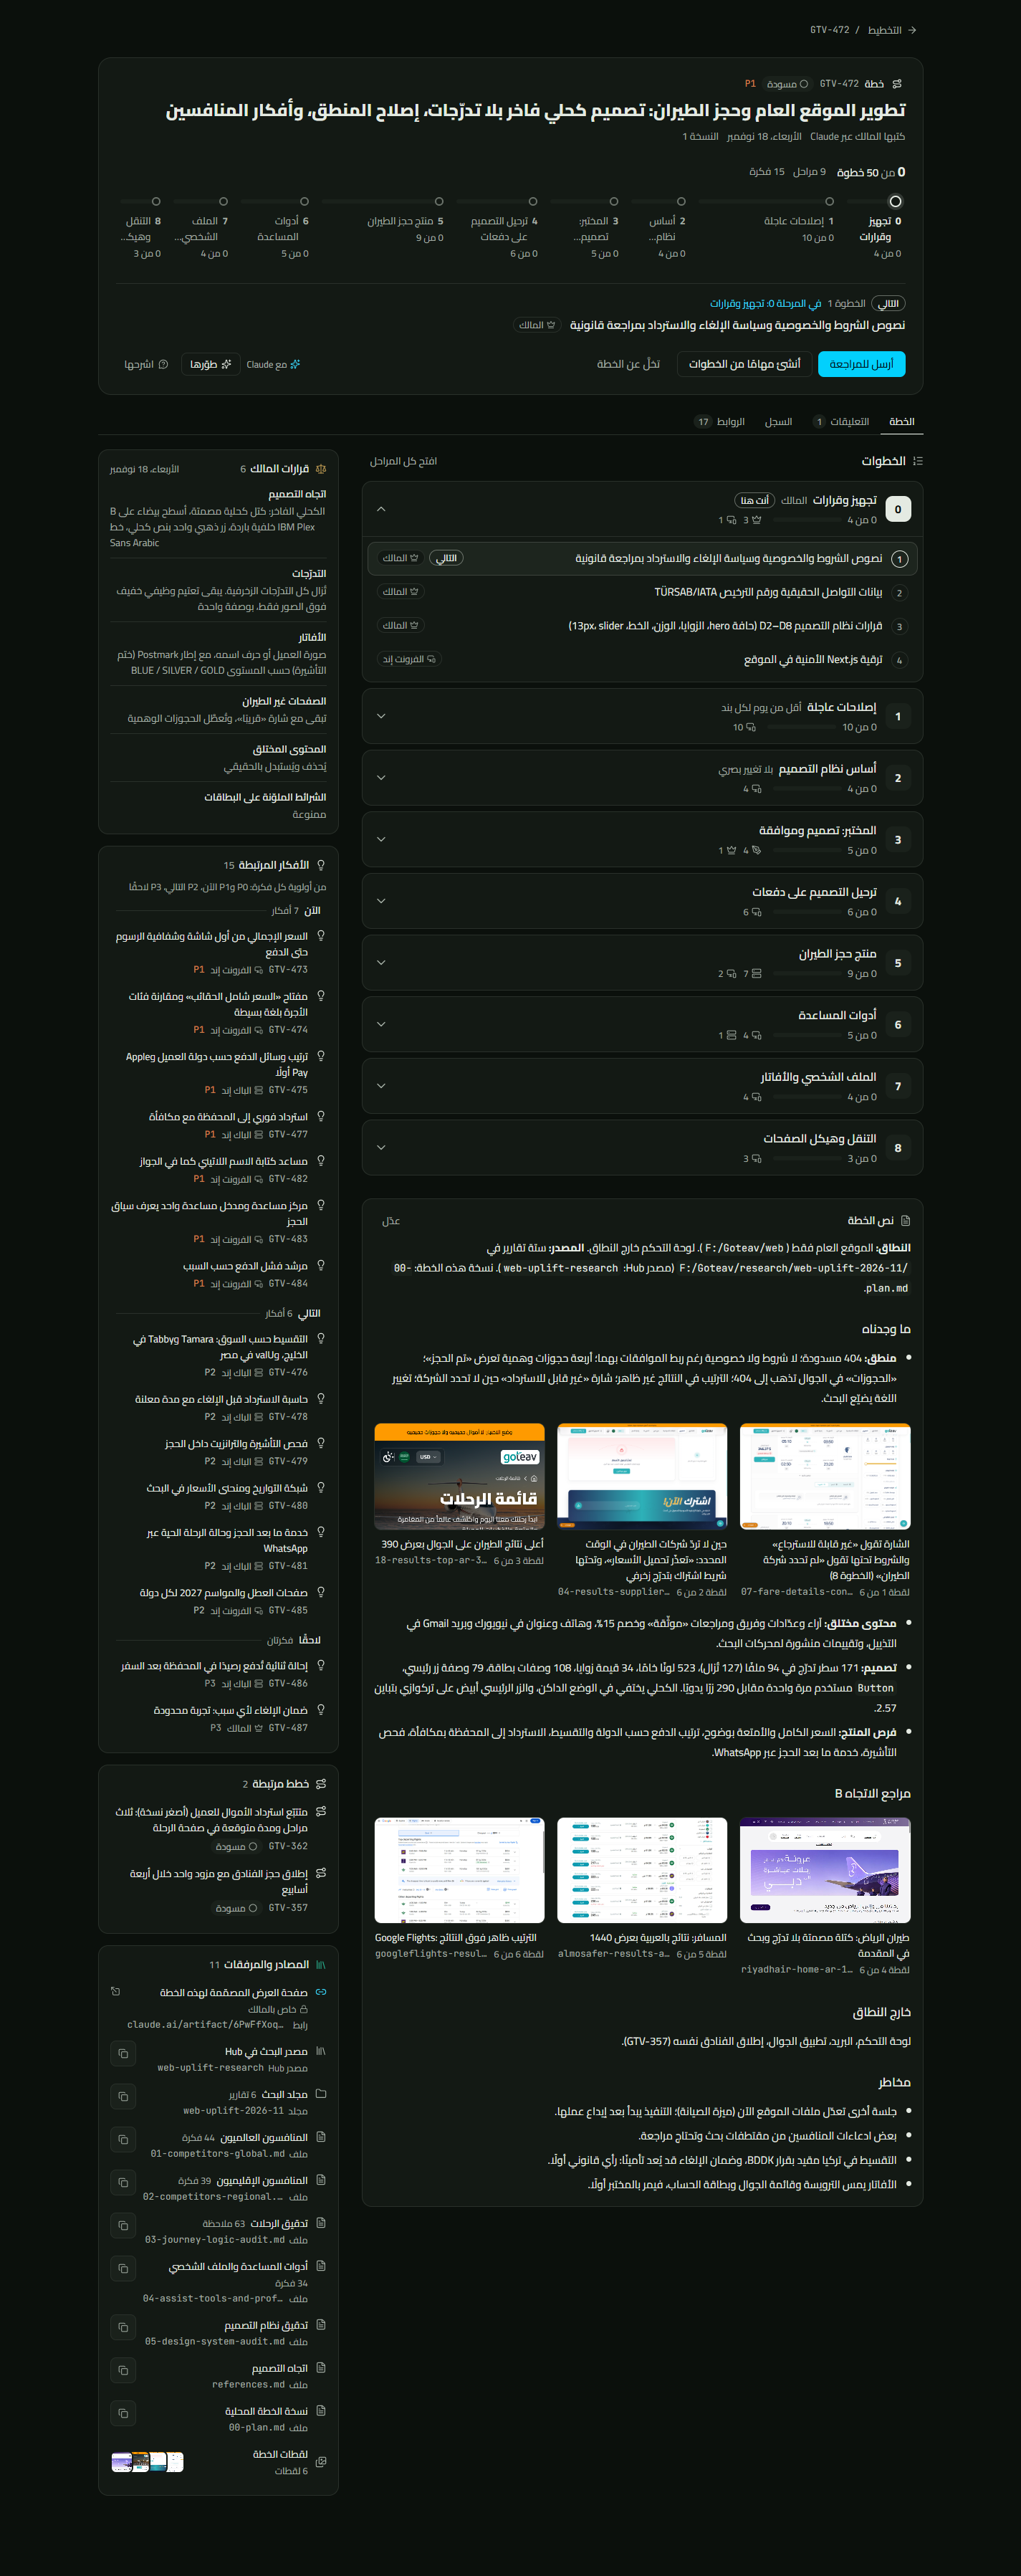 التخطيط / GTV-472
خطة GTV-472 مسودة P1
تطوير الموقع العام وحجز الطيران: تصميم كحلي فاخر بلا تدرّجات، إصلاح المنطق، وأفكار المنافسين
كتبها المالك عبر Claude الأربعاء، 18 نوفمبر النسخة 1
0 من 50 خطوة 9 مراحل 15 فكرة
0 تجهيز وقرارات
0 من 4
1 إصلاحات عاجلة
0 من 10
2 أساس نظام...
0 من 4
3 المختبر: تصميم...
0 من 5
4 ترحيل التصميم على دفعات
0 من 6
5 منتج حجز الطيران
0 من 9
6 أدوات المساعدة
0 من 5
7 الملف الشخصي...
0 من 4
8 التنقل وهيك...
0 من 3
التالي الخطوة 1 في المرحلة 0: تجهيز وقرارات
نصوص الشروط والخصوصية وسياسة الإلغاء والاسترداد بمراجعة قانونية المالك
أرسل للمراجعة أنشئ مهامًا من الخطوات تخلَّ عن الخطة
مع Claude طوّرها اشرحها
الخطة التعليقات 1 السجل الروابط 17
الخطوات افتح كل المراحل
0 تجهيز وقرارات المالك أنت هنا
0 من 4 3 1
1 نصوص الشروط والخصوصية وسياسة الإلغاء والاسترداد بمراجعة قانونية التالي المالك
2 بيانات التواصل الحقيقية ورقم الترخيص TÜRSAB/IATA المالك
3 قرارات نظام التصميم D2–D8 (حافة hero، الزوايا، الوزن، الخط، 13px، slider) المالك
4 ترقية Next.js الأمنية في الموقع الفرونت إند
1 إصلاحات عاجلة أقل من يوم لكل بند
0 من 10 10
2 أساس نظام التصميم بلا تغيير بصري
0 من 4 4
3 المختبر: تصميم وموافقة
0 من 5 4 1
4 ترحيل التصميم على دفعات
0 من 6 6
5 منتج حجز الطيران
0 من 9 7 2
6 أدوات المساعدة
0 من 5 4 1
7 الملف الشخصي والأفاتار
0 من 4 4
8 التنقل وهيكل الصفحات
0 من 3 3
نص الخطة عدّل
النطاق: الموقع العام فقط (F:/Goteav/web). لوحة التحكم خارج النطاق. المصدر: ستة تقارير في
F:/Goteav/research/web-uplift-2026-11/ (مصدر Hub: web-uplift-research). نسخة هذه الخطة: 00-
plan.md.
ما وجدناه
منطق: 404 مسدودة؛ لا شروط ولا خصوصية رغم ربط الموافقات بهما؛ أربعة حجوزات وهمية تعرض «تم الحجز»؛
«الحجوزات» في الجوال تذهب إلى 404؛ الترتيب في النتائج غير ظاهر؛ شارة «غير قابل للاسترداد» حين لا تحدد الشركة؛ تغيير
اللغة يضيّع البحث.
وضع التجربة: لا أموال حقيقية ولا حجوزات حقيقية
goteav
USD
قائمة الرحلات
قائمة الرحلات
اشترك الآن!
الشارة تقول «غير قابلة للاسترجاع» والشروط تحتها تقول «لم تحدد شركة الطيران» (الخطوة 8)
لقطة 1 من 6 07-fare-details-con...
حين لا تردّ شركات الطيران في الوقت المحدد: «تعذّر تحميل الأسعار»، وتحتها شريط اشتراك بتدرّج زخرفي
لقطة 2 من 6 04-results-supplier...
أعلى نتائج الطيران على الجوال بعرض 390
لقطة 3 من 6 18-results-top-ar-3...
محتوى مختلق: آراء وعدّادات وفريق ومراجعات «موثّقة» وخصم 15%، وهاتف وعنوان في نيويورك وبريد Gmail في
التذييل، وتقييمات منشورة لمحركات البحث.
تصميم: 171 سطر تدرّج في 94 ملفًا (127 تُزال)، 523 لونًا خامًا، 34 قيمة زوايا، 108 وصفات بطاقة، 79 وصفة زر رئيسي،
Button مستخدم مرة واحدة مقابل 290 زرًا يدويًا. الكحلي يختفي في الوضع الداكن، والزر الرئيسي أبيض على تركوازي بتباين
2.57.
فرص المنتج: السعر الكامل والأمتعة بوضوح، ترتيب الدفع حسب الدولة والتقسيط، الاسترداد إلى المحفظة بمكافأة، فحص
التأشيرة، خدمة ما بعد الحجز عبر WhatsApp.
مراجع الاتجاه B
طيران الرياض: كتلة مصمتة بلا تدرّج وبحث في المقدمة
لقطة 4 من 6 riyadhair-home-ar-1...
المسافر: نتائج بالعربية بعرض 1440
لقطة 5 من 6 almosafer-results-a...
Google Flights: الترتيب ظاهر فوق النتائج
لقطة 6 من 6 googleflights-resul...
خارج النطاق
لوحة التحكم، البريد، تطبيق الجوال، إطلاق الفنادق نفسه (GTV-357).
مخاطر
جلسة أخرى تعدّل ملفات الموقع الآن (ميزة الصيانة)؛ التنفيذ يبدأ بعد إيداع عملها.
بعض ادعاءات المنافسين من مقتطفات بحث وتحتاج مراجعة.
التقسيط في تركيا مقيد بقرار BDDK، وضمان الإلغاء قد يُعد تأمينًا: رأي قانوني أولًا.
الأفاتار يمس الترويسة وقائمة الجوال وبطاقة الحساب، فيمر بالمختبر أولًا.
قرارات المالك 6 الأربعاء، 18 نوفمبر
اتجاه التصميم
B الكحلي الفاخر: كتل كحلية مصمتة، أسطح بيضاء على
خلفية باردة، زر ذهبي واحد بنص كحلي، خط IBM Plex
Sans Arabic
التدرّجات
تُزال كل التدرّجات الزخرفية. يبقى تعتيم وظيفي خفيف
فوق الصور فقط، بوصفة واحدة
الأفاتار
صورة العميل أو حرف اسمه، مع إطار Postmark (ختم
التأشيرة) حسب المستوى BLUE / SILVER / GOLD
الصفحات غير الطيران
تبقى مع شارة «قريبًا»، وتُعطَّل الحجوزات الوهمية
المحتوى المختلق
يُحذف ويُستبدل بالحقيقي
الشرائط الملوّنة على البطاقات
ممنوعة
الأفكار المرتبطة 15
من أولوية كل فكرة: P0 وP1 الآن، P2 التالي، P3 لاحقًا
الآن 7 أفكار
السعر الإجمالي من أول شاشة وشفافية الرسوم حتى الدفع
GTV-473 الفرونت إند P1
مفتاح «السعر شامل الحقائب» ومقارنة فئات الأجرة بلغة بسيطة
GTV-474 الفرونت إند P1
ترتيب وسائل الدفع حسب دولة العميل وApple Pay أولًا
GTV-475 الباك إند P1
استرداد فوري إلى المحفظة مع مكافأة
GTV-477 الباك إند P1
مساعد كتابة الاسم اللاتيني كما في الجواز
GTV-482 الفرونت إند P1
مركز مساعدة ومدخل مساعدة واحد يعرف سياق الحجز
GTV-483 الفرونت إند P1
مرشد فشل الدفع حسب السبب
GTV-484 الفرونت إند P1
التالي 6 أفكار
التقسيط حسب السوق: Tamara وTabby في الخليج، وvalU في مصر
GTV-476 الباك إند P2
حاسبة الاسترداد قبل الإلغاء مع مدة معلنة
GTV-478 الباك إند P2
فحص التأشيرة والترانزيت داخل الحجز
GTV-479 الباك إند P2
شبكة التواريخ ومنحنى الأسعار في البحث
GTV-480 الباك إند P2
خدمة ما بعد الحجز وحالة الرحلة الحية عبر WhatsApp
GTV-481 الباك إند P2
صفحات العطل والمواسم 2027 لكل دولة
GTV-485 الفرونت إند P2
لاحقًا فكرتان
إحالة ثنائية تُدفع رصيدًا في المحفظة بعد السفر
GTV-486 الباك إند P3
ضمان الإلغاء لأي سبب: تجربة محدودة
GTV-487 المالك P3
خطط مرتبطة 2
متتبّع استرداد الأموال للعميل (أصغر نسخة): ثلاث مراحل ومدة متوقعة في صفحة الرحلة
GTV-362 مسودة
إطلاق حجز الفنادق مع مزود واحد خلال أربعة أسابيع
GTV-357 مسودة
المصادر والمرفقات 11
صفحة العرض المصمّمة لهذه الخطة
خاص بالمالك
رابط claude.ai/artifact/6PwFfXoq...
مصدر البحث في Hub
مصدر Hub web-uplift-research
مجلد البحث 6 تقارير
مجلد web-uplift-2026-11
المنافسون العالميون 44 فكرة
ملف 01-competitors-global.md
المنافسون الإقليميون 39 فكرة
ملف 02-competitors-regional....
تدقيق الرحلات 63 ملاحظة
ملف 03-journey-logic-audit.md
أدوات المساعدة والملف الشخصي
34 فكرة
ملف 04-assist-tools-and-prof...
تدقيق نظام التصميم
ملف 05-design-system-audit.md
اتجاه التصميم
ملف references.md
نسخة الخطة المحلية
ملف 00-plan.md
لقطات الخطة
6 لقطات